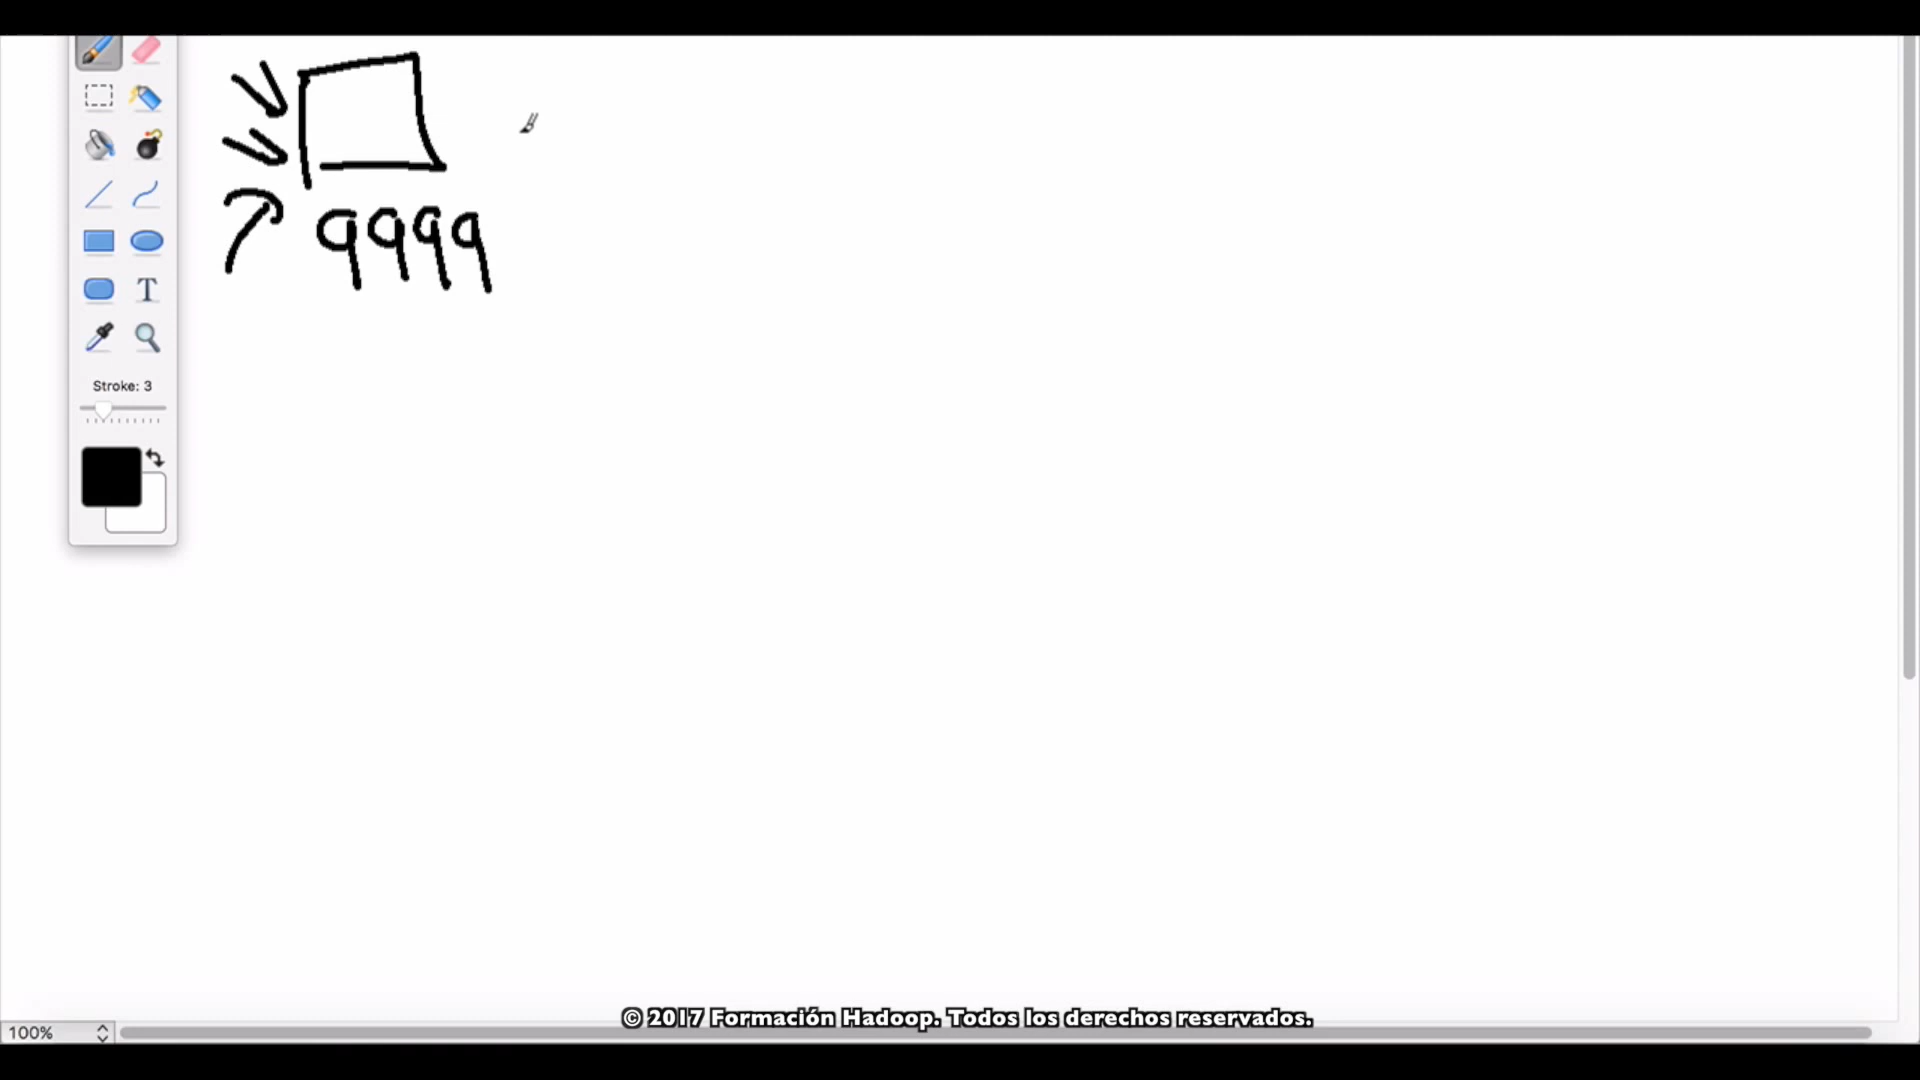 9999
T
Stroke: 3
© 2017 Formación Hadoop. Todos los derechos reservados.
100%